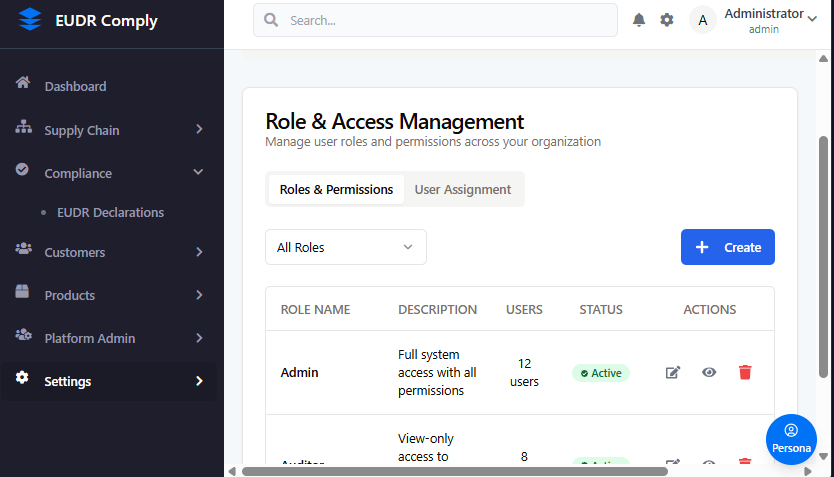 EUDR Comply
Search...
A
Administrator
admin
Dashboard
Supply Chain
Compliance
EUDR Declarations
Customers
Products
Platform Admin
Settings
Role & Access Management
Manage user roles and permissions across your organization
Roles & Permissions
User Assignment
All Roles
Create
ROLE NAME DESCRIPTION USERS STATUS ACTIONS
Full system
12
Admin access with all Active
users
permissions
View-only
8
Auditor access to Active
Persona